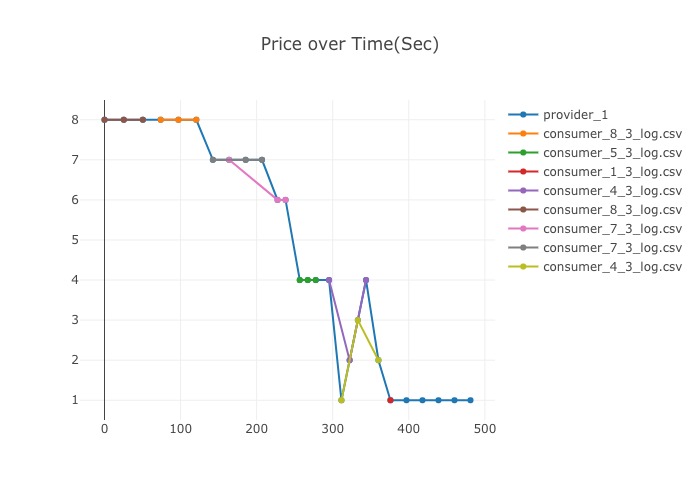 Price over Time(Sec)
8
7
6
5
4
3
2
1
0
100
200
300
400
500
provider_1
consumer_8_3_log.csv
consumer_5_3_log.csv
consumer_1_3_log.csv
consumer_4_3_log.csv
consumer_8_3_log.csv
consumer_7_3_log.csv
consumer_7_3_log.csv
consumer_4_3_log.csv